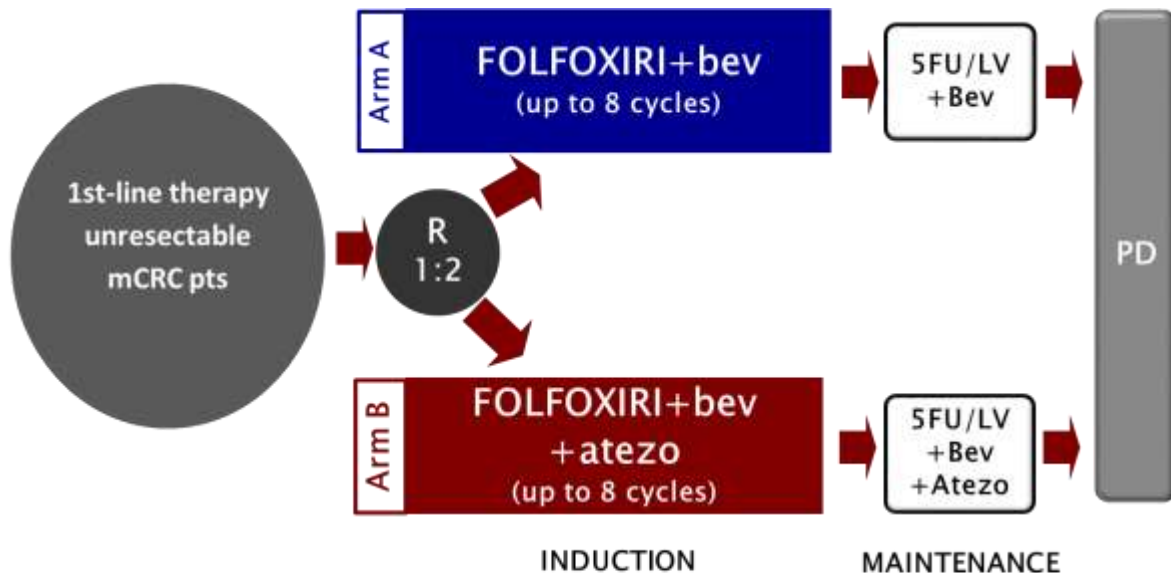 1st-line therapy
unresectable
mCRC pts
R
1:2
Arm A
FOLFOXIRI+bev
(up to 8 cycles)
5FU/LV
+Bev
Arm B
FOLFOXIRI+bev
+atezo
(up to 8 cycles)
5FU/LV
+Bev
+Atezo
PD
INDUCTION
MAINTENANCE